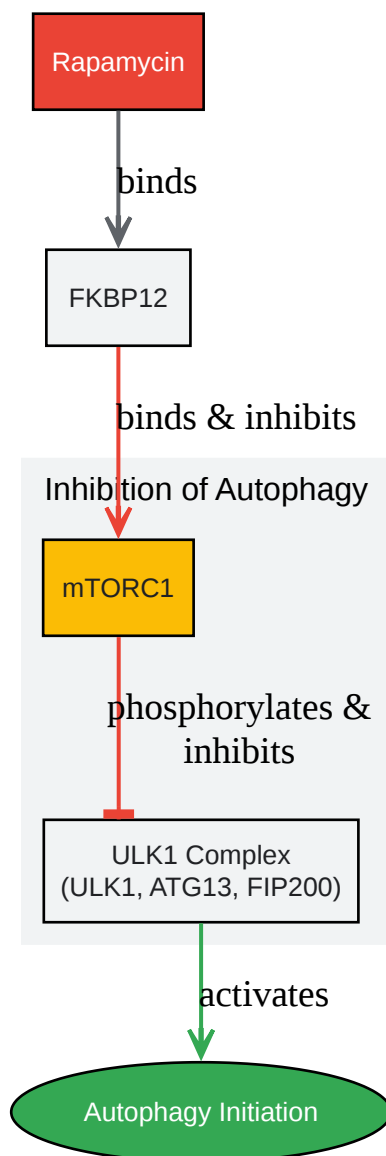 Rapamycin
binds
FKBP12
binds & inhibits
Inhibition of Autophagy
mTORC1
phosphorylates &
inhibits
ULK1 Complex
(ULK1, ATG13, FIP200)
activates
Autophagy Initiation